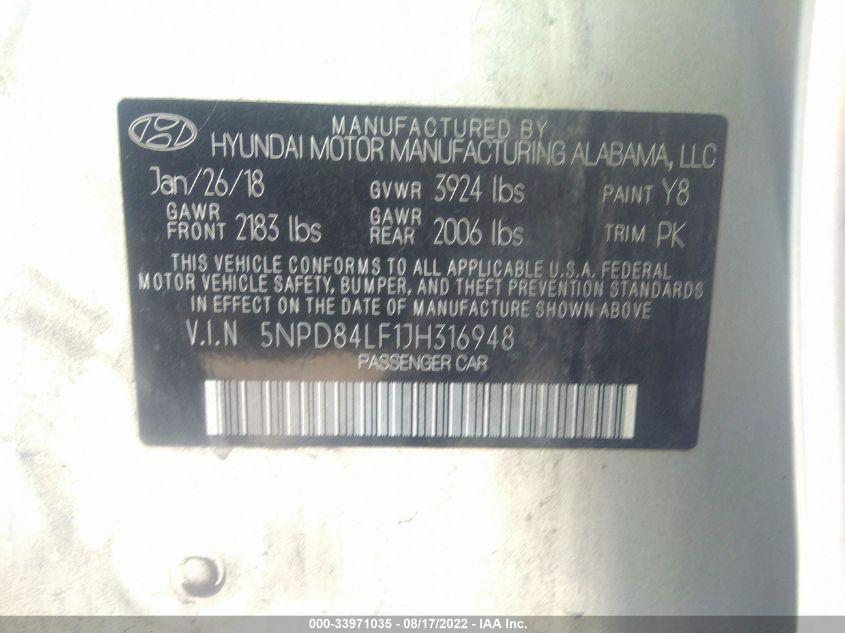 MANUFACTURED BY
HYUNDAI MOTOR MANUFACTURING ALABAMA, LLC
Jan/26/18 GVWR 3924 lbs PAINT Y8
GAWR FRONT 2183 lbs GAWR REAR 2006 lbs TRIM PK
THIS VEHICLE CONFORMS TO ALL APPLICABLE U.S.A. FEDERAL
MOTOR VEHICLE SAFETY, BUMPER, AND THEFT PREVENTION STANDARDS
IN EFFECT ON THE DATE OF MANUFACTURE SHOWN ABOVE
V.I.N 5NPD84LF1JH316948
PASSENGER CAR
000-33971035 - 08/17/2022 - IAA Inc.